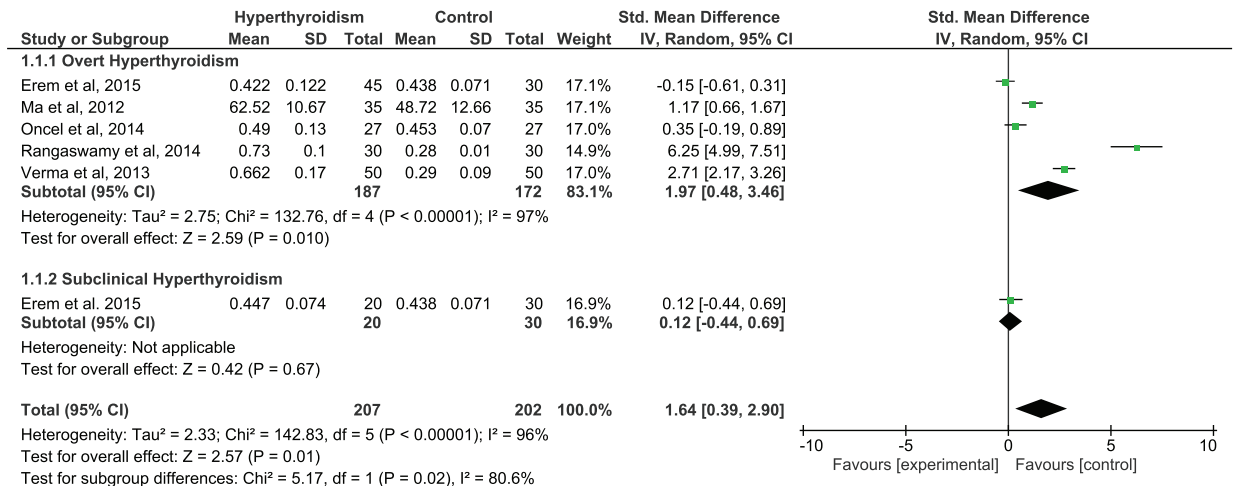 Hyperthyroidism Control Std. Mean Difference Std. Mean Difference
Study or Subgroup Mean SD Total Mean SD Total Weight IV, Random, 95% CI IV, Random, 95% CI
1.1.1 Overt Hyperthyroidism
Erem et al, 2015 0.422 0.122 45 0.438 0.071 30 17.1% -0.15 [-0.61, 0.31]
Ma et al, 2012 62.52 10.67 35 48.72 12.66 35 17.1% 1.17 [0.66, 1.67]
Oncel et al, 2014 0.49 0.13 27 0.453 0.07 27 17.0% 0.35 [-0.19, 0.89]
Rangaswamy et al, 2014 0.73 0.1 30 0.28 0.01 30 14.9% 6.25 [4.99, 7.51]
Verma et al, 2013 0.662 0.17 50 0.29 0.09 50 17.0% 2.71 [2.17, 3.26]
Subtotal (95% CI) 187 172 83.1% 1.97 [0.48, 3.46]
Heterogeneity: Tau² = 2.75; Chi² = 132.76, df = 4 (P < 0.00001); I² = 97%
Test for overall effect: Z = 2.59 (P = 0.010)
1.1.2 Subclinical Hyperthyroidism
Erem et al. 2015 0.447 0.074 20 0.438 0.071 30 16.9% 0.12 [-0.44, 0.69]
Subtotal (95% CI) 20 30 16.9% 0.12 [-0.44, 0.69]
Heterogeneity: Not applicable
Test for overall effect: Z = 0.42 (P = 0.67)
Total (95% CI) 207 202 100.0% 1.64 [0.39, 2.90]
Heterogeneity: Tau² = 2.33; Chi² = 142.83, df = 5 (P < 0.00001); I² = 96%
Test for overall effect: Z = 2.57 (P = 0.01)
Test for subgroup differences: Chi² = 5.17, df = 1 (P = 0.02), I² = 80.6%
-10 -5 0 5 10
Favours [experimental] Favours [control]